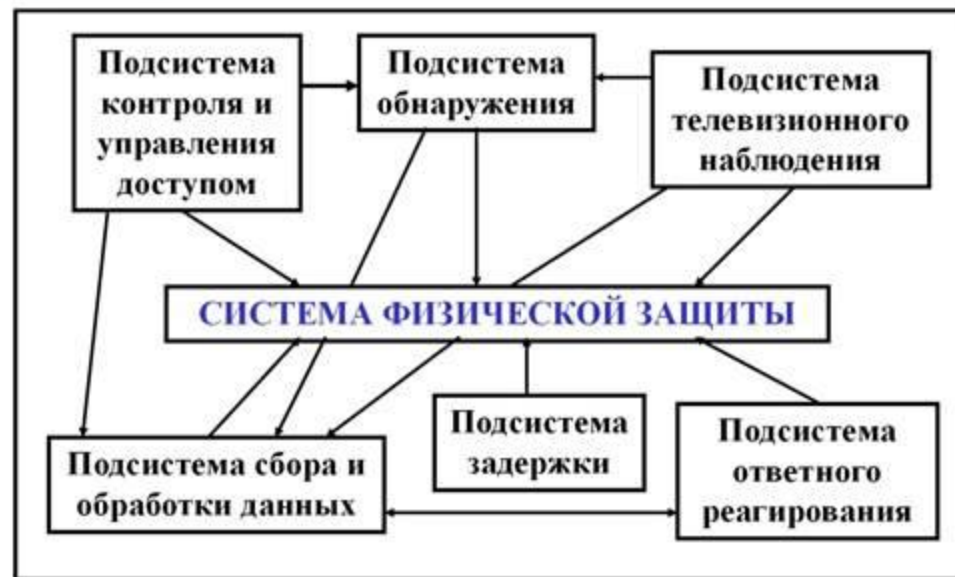 Подсистема
контроля и
управления
доступом
Подсистема
обнаружения
Подсистема
телевизионного
наблюдения
СИСТЕМА ФИЗИЧЕСКОЙ ЗАЩИТЫ
Подсистема сбора и
обработки данных
Подсистема
задержки
Подсистема
ответного
реагирования